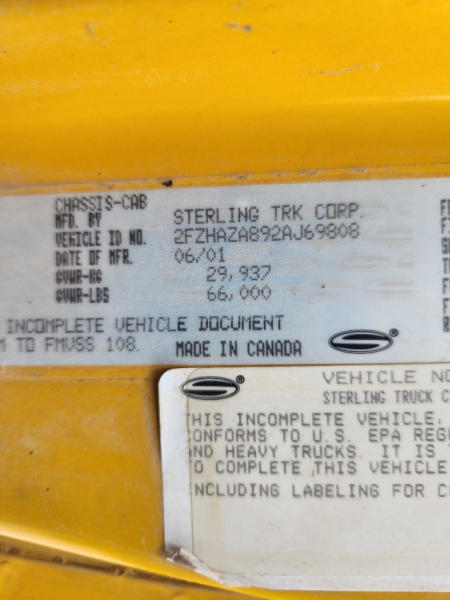 CHASSIS-CAB
MFD. BY STERLING TRK CORP.
VEHICLE ID NO. 2FZHAZA892AJ69808
DATE OF MFR. 06/01
GVWR-KG 29,937
GVWR-LBS 66,000
INCOMPLETE VEHICLE DOCUMENT
M TO FMVSS 108. MADE IN CANADA
VEHICLE NO
STERLING TRUCK C
THIS INCOMPLETE VEHICLE,
CONFORMS TO U.S. EPA REG
AND HEAVY TRUCKS. IT IS
TO COMPLETE THIS VEHICLE
INCLUDING LABELING FOR C